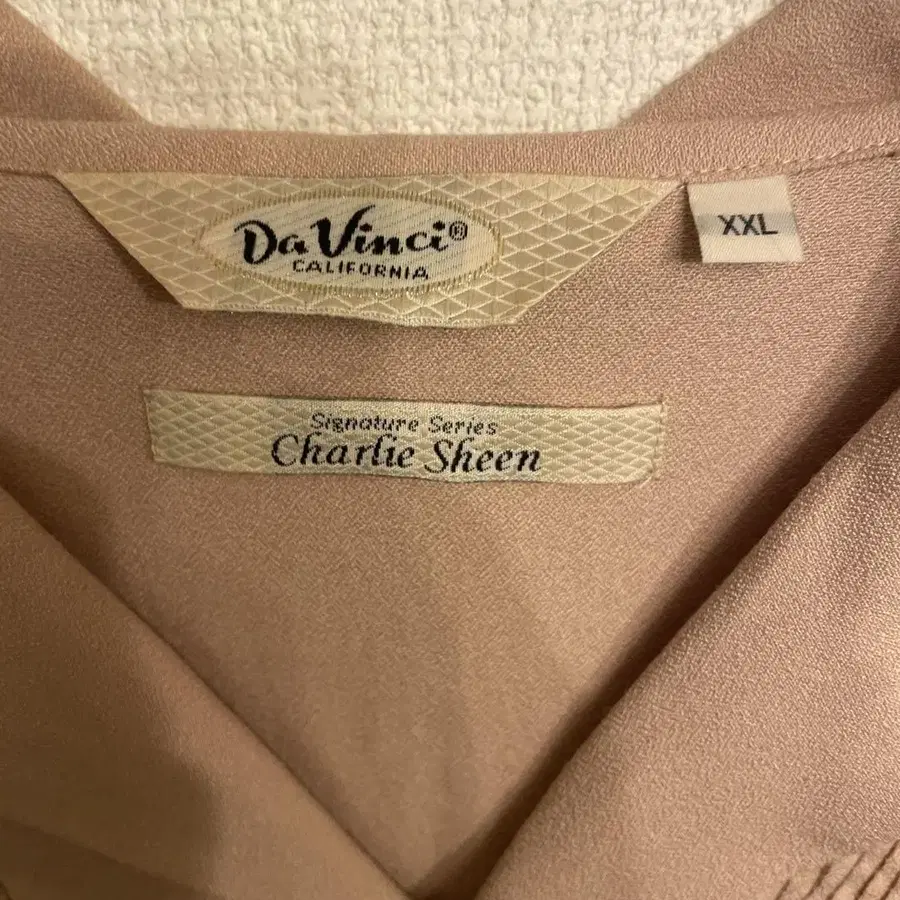 Da Vinci®
CALIFORNIA
XXL
Signature Series
Charlie Sheen